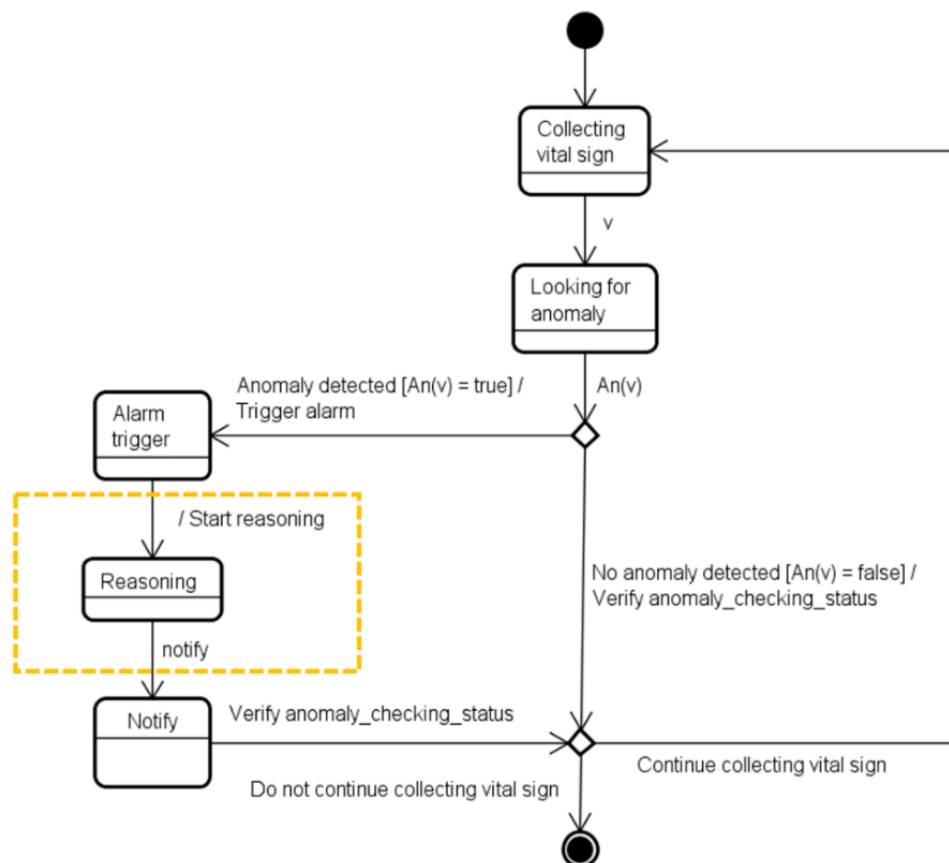 Collecting
vital sign
v
Looking for
anomaly
An(v)
Anomaly detected [An(v) = true] /
Trigger alarm
Alarm
trigger
/ Start reasoning
Reasoning
No anomaly detected [An(v) = false] /
Verify anomaly_checking_status
notify
Notify
Verify anomaly_checking_status
Continue collecting vital sign
Do not continue collecting vital sign